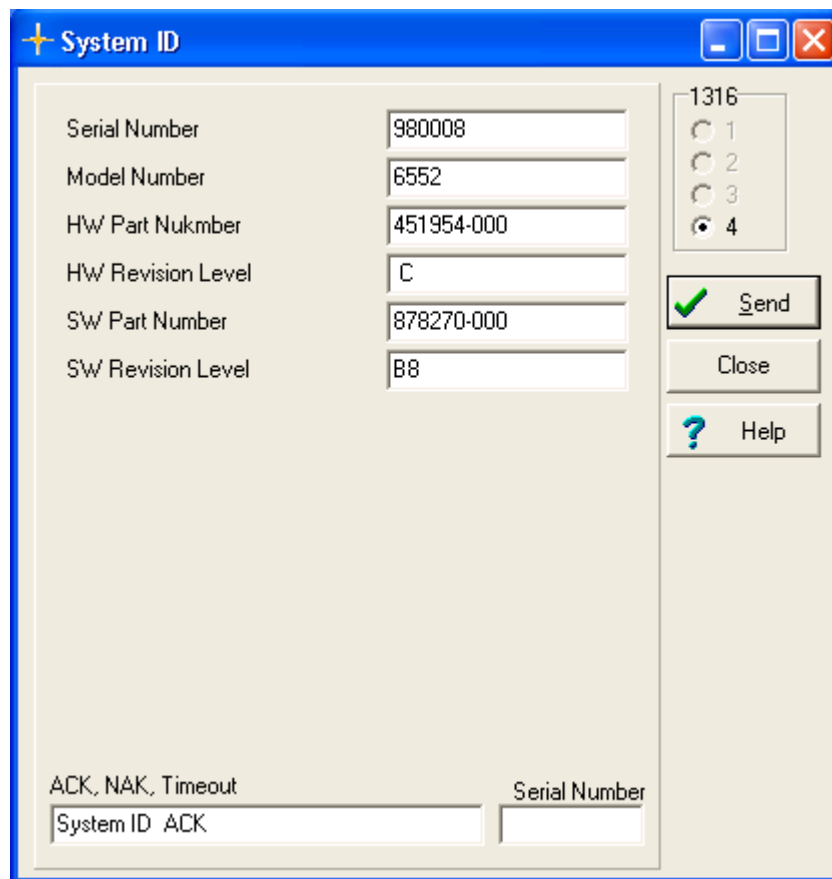 System ID
Serial Number 980008
Model Number 6552
HW Part Nukmber 451954-000
HW Revision Level C
SW Part Number 878270-000
SW Revision Level B8
1316
1
2
3
4
Send
Close
? Help
ACK, NAK, Timeout
System ID ACK
Serial Number